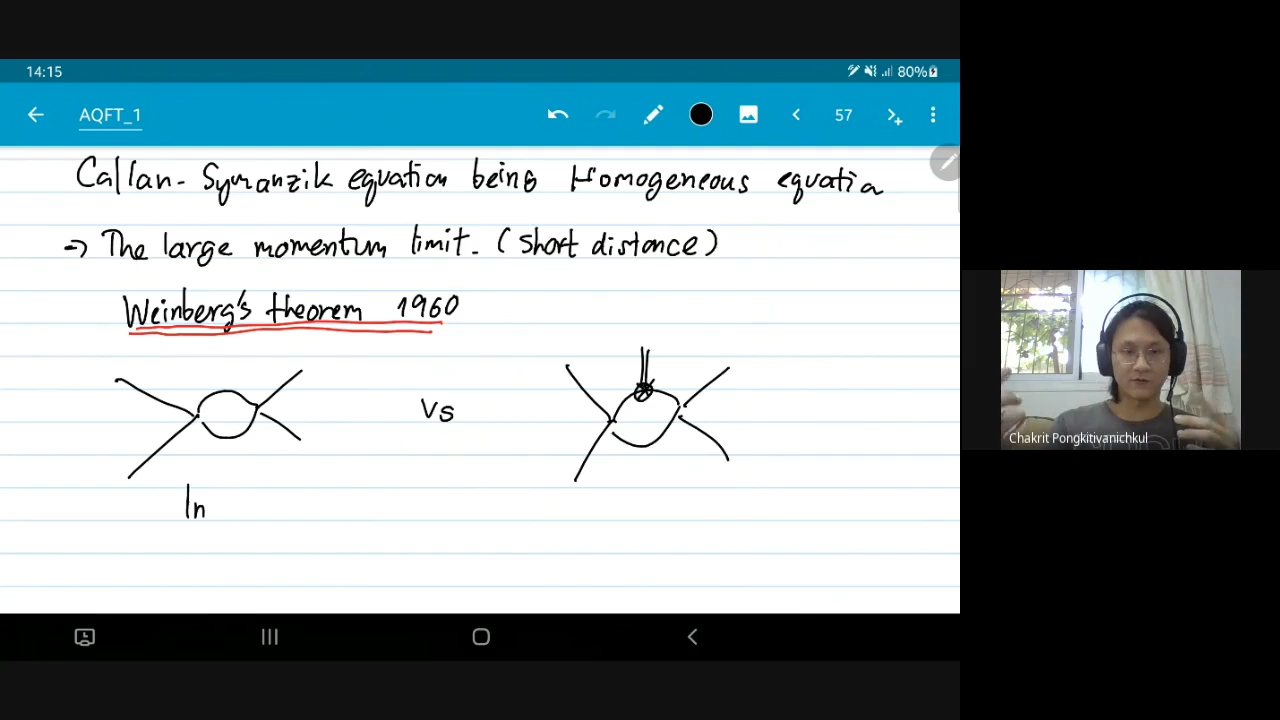 14:15
80%
AQFT_1
57
Callan-Symanzik equation being Homogeneous equatio
⇒ The large momentum limit. (short distance)
Weinberg's theorem 1960
Vs
ln
Chakrit Pongkitivanichkul